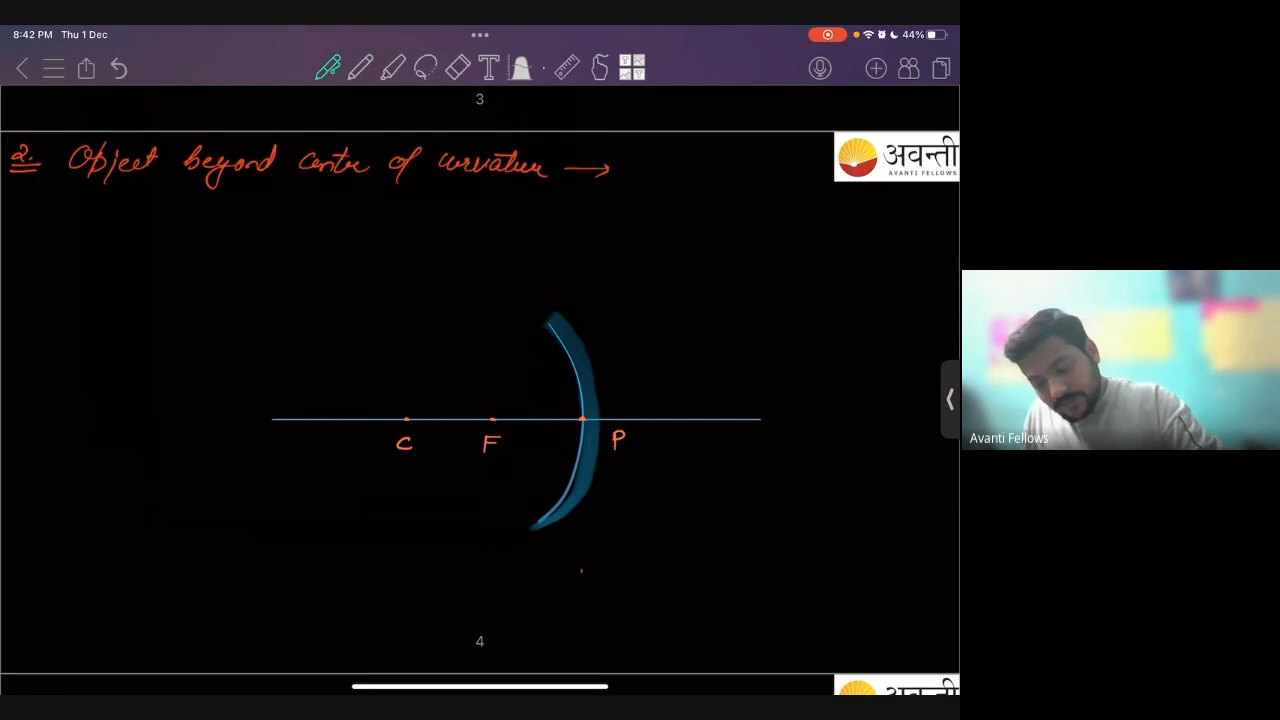 8:42 PM Thu 1 Dec
44%
3
2. Object beyond centre of curvature →
अवन्ती
AVANTI FELLOWS
C F P
Avanti Fellows
4
अवन्ती